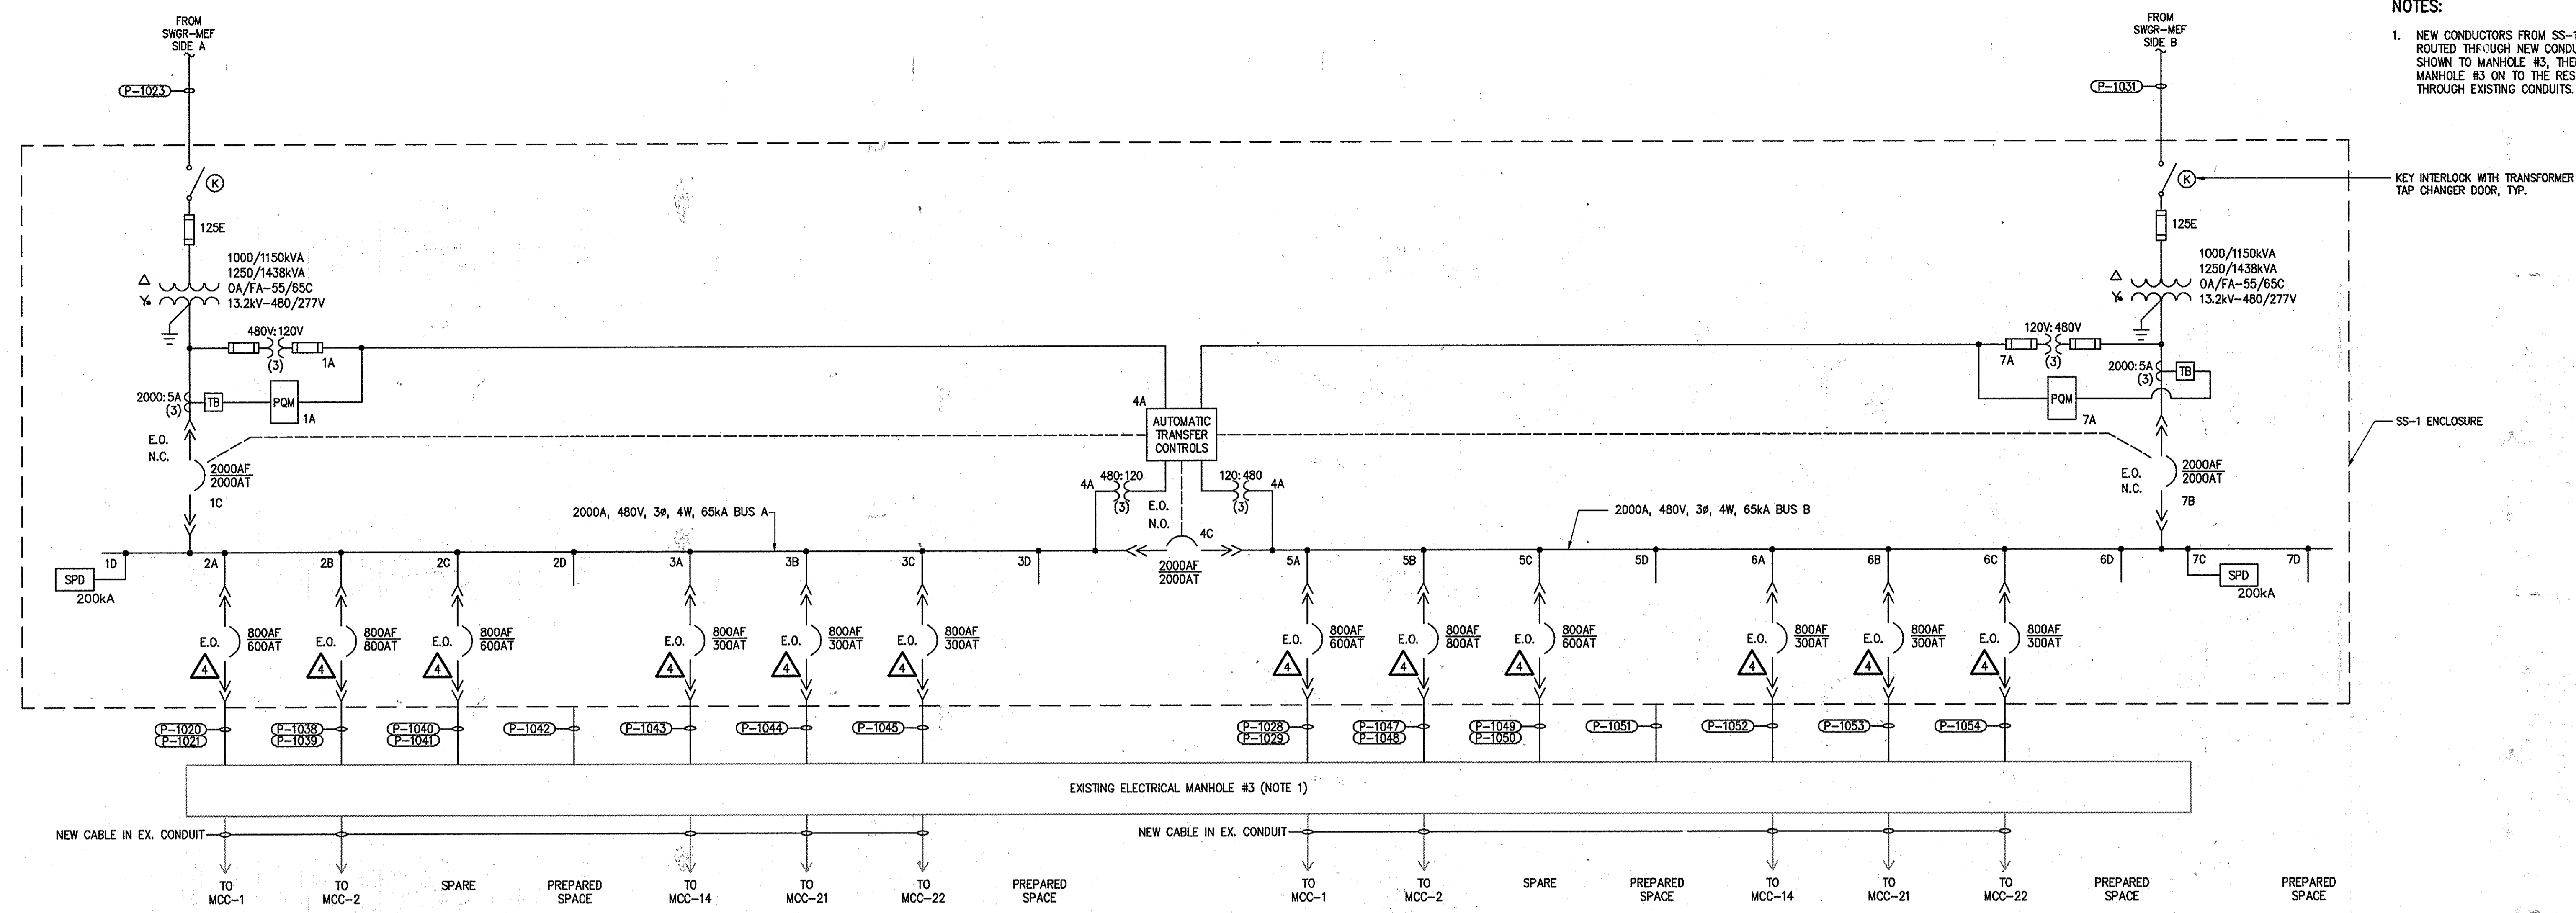 FROM
SWGR-MEF
SIDE A
P-1023
K
125E
1000/1150kVA
1250/1438kVA
OA/FA-55/65C
13.2kV-480/277V
480V:120V
(3)
1A
2000:5A
(3)
TB
PQM
1A
E.O.
N.C.
2000AF
2000AT
1C
FROM
SWGR-MEF
SIDE B
P-1031
K
125E
1000/1150kVA
1250/1438kVA
OA/FA-55/65C
13.2kV-480/277V
120V:480V
7A
(3)
2000:5A
(3)
TB
PQM
7A
E.O.
N.C.
2000AF
2000AT
7B
NOTES:
1. NEW CONDUCTORS FROM SS-1
ROUTED THROUGH NEW
SHOWN TO MANHOLE #3,
MANHOLE #3 ON TO THE
THROUGH EXISTING CONDUITS.
KEY INTERLOCK WITH TRANSFORMER
TAP CHANGER DOOR, TYP.
SS-1 ENCLOSURE
4A
AUTOMATIC
TRANSFER
CONTROLS
480:120
4A
(3)
E.O.
N.O.
120:480
4A
(3)
4C
2000AF
2000AT
2000A, 480V, 3ø, 4W, 65kA BUS A
2000A, 480V, 3ø, 4W, 65kA BUS B
1D 2A 2B 2C 2D 3A 3B 3C 3D 5A 5B 5C 5D 6A 6B 6C 6D 7C 7D
SPD
200kA
SPD
200kA
E.O. 800AF
600AT
4
E.O. 800AF
800AT
4
E.O. 800AF
600AT
4
E.O. 800AF
300AT
4
E.O. 800AF
300AT
4
E.O. 800AF
300AT
4
E.O. 800AF
600AT
4
E.O. 800AF
800AT
4
E.O. 800AF
600AT
4
E.O. 800AF
300AT
4
E.O. 800AF
300AT
4
E.O. 800AF
300AT
4
P-1020
P-1021
P-1038
P-1039
P-1040
P-1041
P-1042
P-1043
P-1044
P-1045
P-1028
P-1029
P-1047
P-1048
P-1049
P-1050
P-1051
P-1052
P-1053
P-1054
EXISTING ELECTRICAL MANHOLE #3 (NOTE 1)
NEW CABLE IN EX. CONDUIT
NEW CABLE IN EX. CONDUIT
TO
MCC-1
TO
MCC-2
SPARE
PREPARED
SPACE
TO
MCC-14
TO
MCC-21
TO
MCC-22
PREPARED
SPACE
TO
MCC-1
TO
MCC-2
SPARE
PREPARED
SPACE
TO
MCC-14
TO
MCC-21
TO
MCC-22
PREPARED
SPACE
PREPARED
SPACE